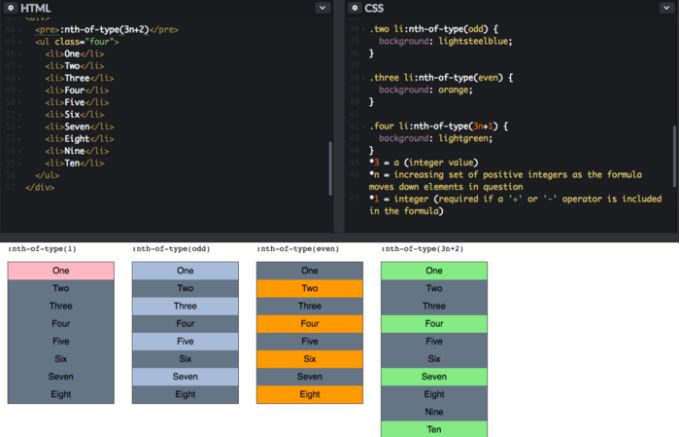 HTML
<div>
<pre>:nth-of-type(3n+2)</pre>
<ul class="four">
<li>One</li>
<li>Two</li>
<li>Three</li>
<li>Four</li>
<li>Five</li>
<li>Six</li>
<li>Seven</li>
<li>Eight</li>
<li>Nine</li>
<li>Ten</li>
</ul>
</div>
CSS
.two li:nth-of-type(odd) {
background: lightsteelblue;
}
.three li:nth-of-type(even) {
background: orange;
}
.four li:nth-of-type(3n+1) {
background: lightgreen;
}
*3 = a (integer value)
*n = increasing set of positive integers as the formula
moves down elements in question
*1 = integer (required if a '+' or '-' operator is included
in the formula)
:nth-of-type(1)
One
Two
Three
Four
Five
Six
Seven
Eight
:nth-of-type(odd)
One
Two
Three
Four
Five
Six
Seven
Eight
:nth-of-type(even)
One
Two
Three
Four
Five
Six
Seven
Eight
:nth-of-type(3n+2)
One
Two
Three
Four
Five
Six
Seven
Eight
Nine
Ten